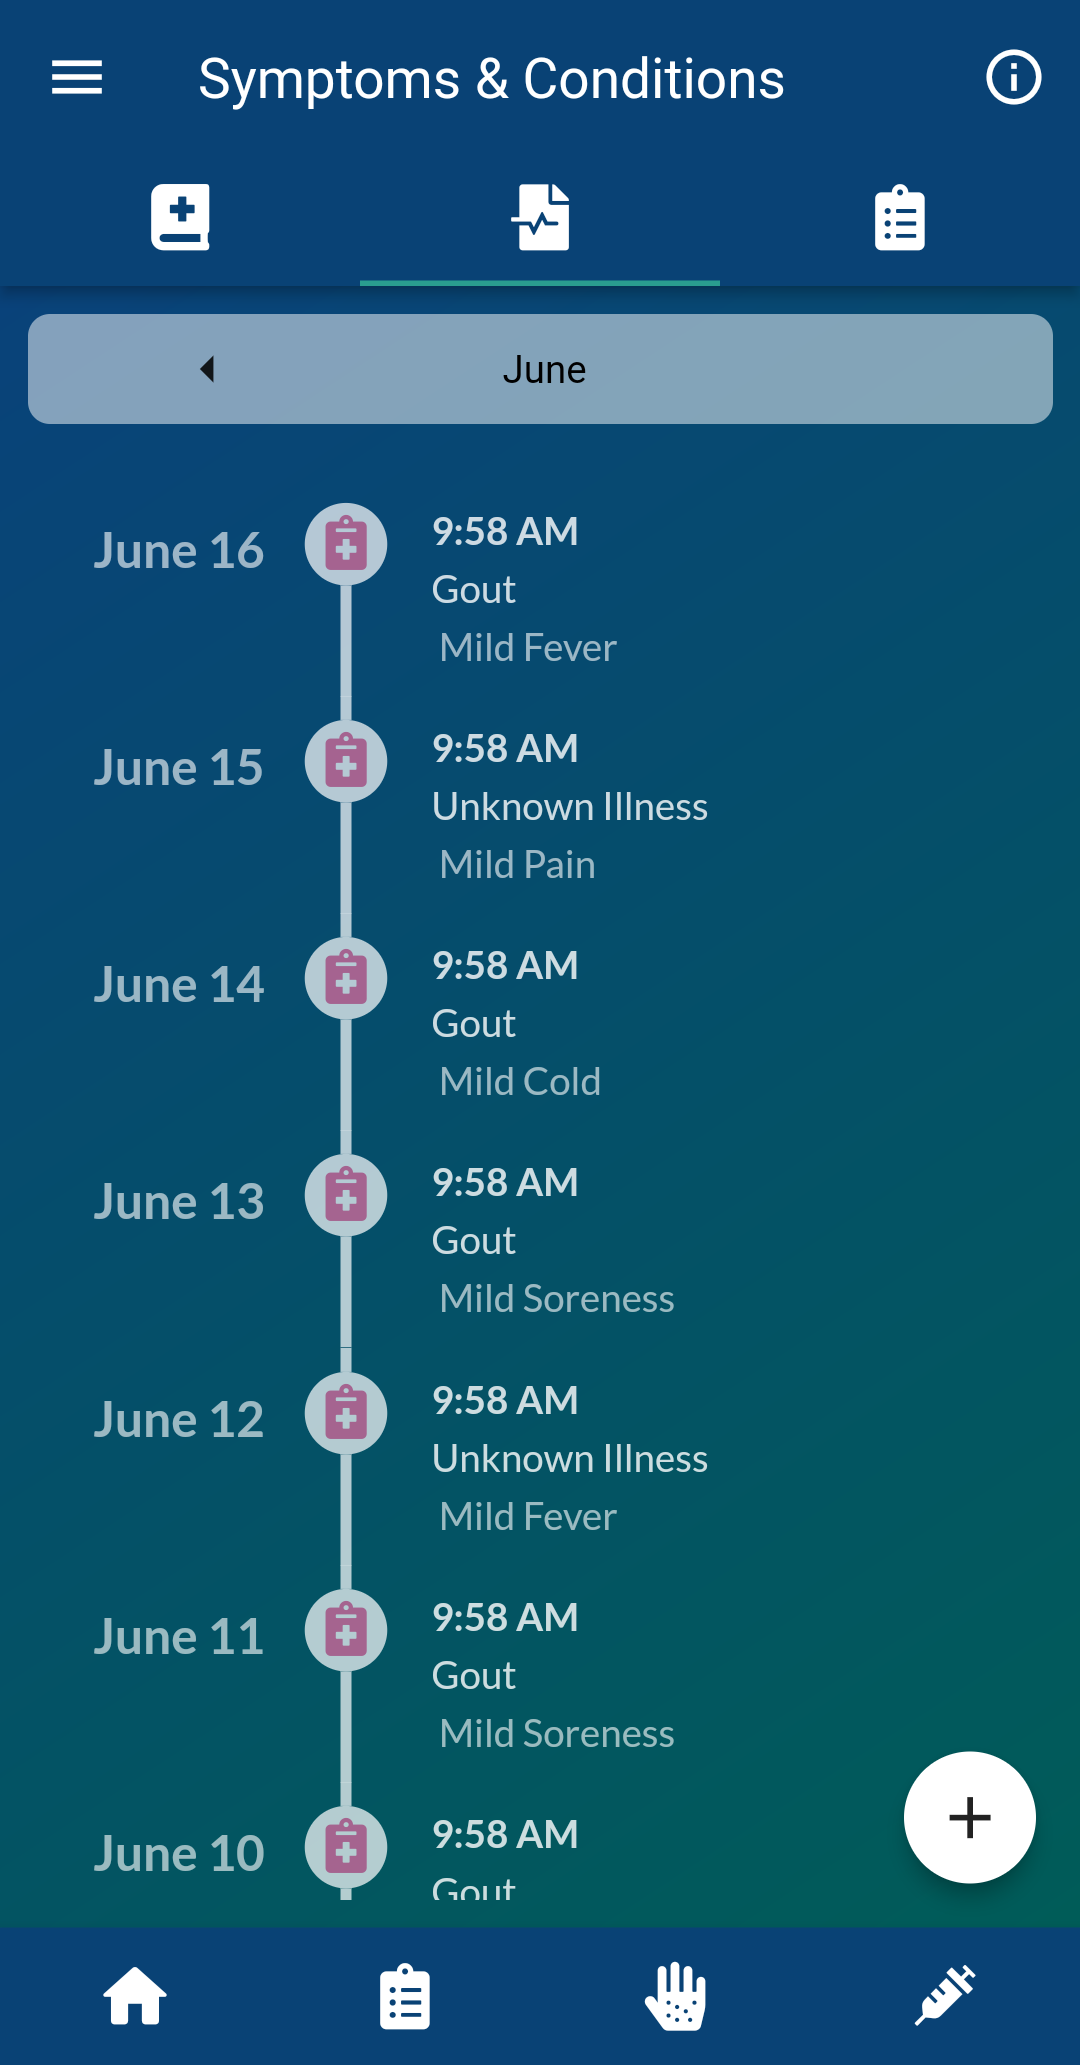 Symptoms & Conditions
June
June 16
9:58 AM
Gout
Mild Fever
June 15
9:58 AM
Unknown Illness
Mild Pain
June 14
9:58 AM
Gout
Mild Cold
June 13
9:58 AM
Gout
Mild Soreness
June 12
9:58 AM
Unknown Illness
Mild Fever
June 11
9:58 AM
Gout
Mild Soreness
June 10
9:58 AM
Gout